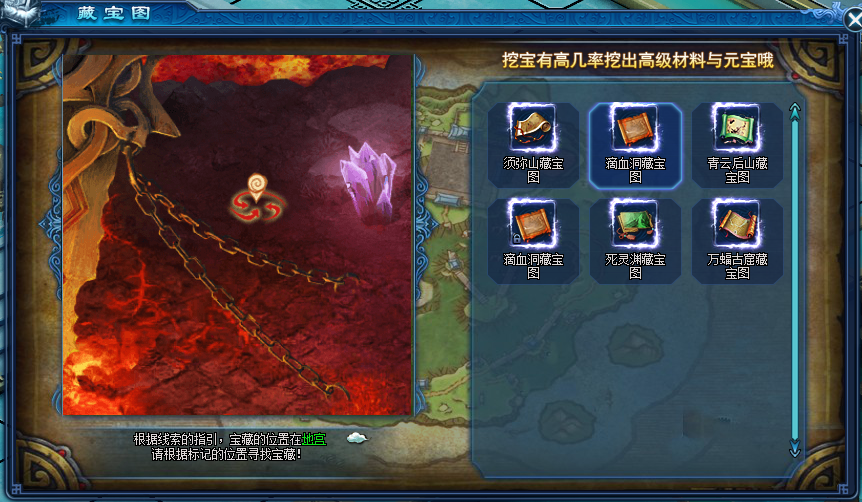 藏宝图
挖宝有高几率挖出高级材料与元宝哦
须弥山藏宝
图
滴血洞藏宝
图
青云后山藏
宝图
滴血洞藏宝
图
死灵渊藏宝
图
万蝠古窟藏
宝图
根据线索的指引，宝藏的位置在地宫
请根据标记的位置寻找宝藏！